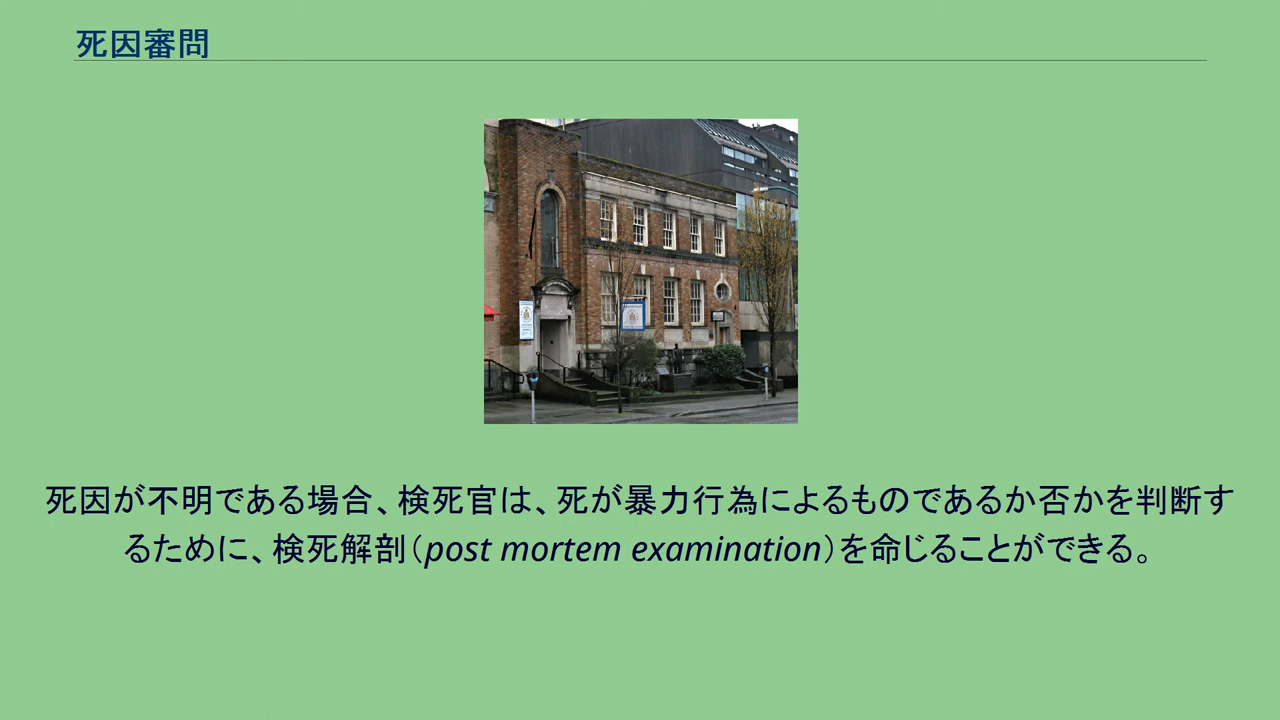 死因審問
死因が不明である場合、検死官は、死が暴力行為によるものであるか否かを判断す
るために、検死解剖（post mortem examination）を命じることができる。